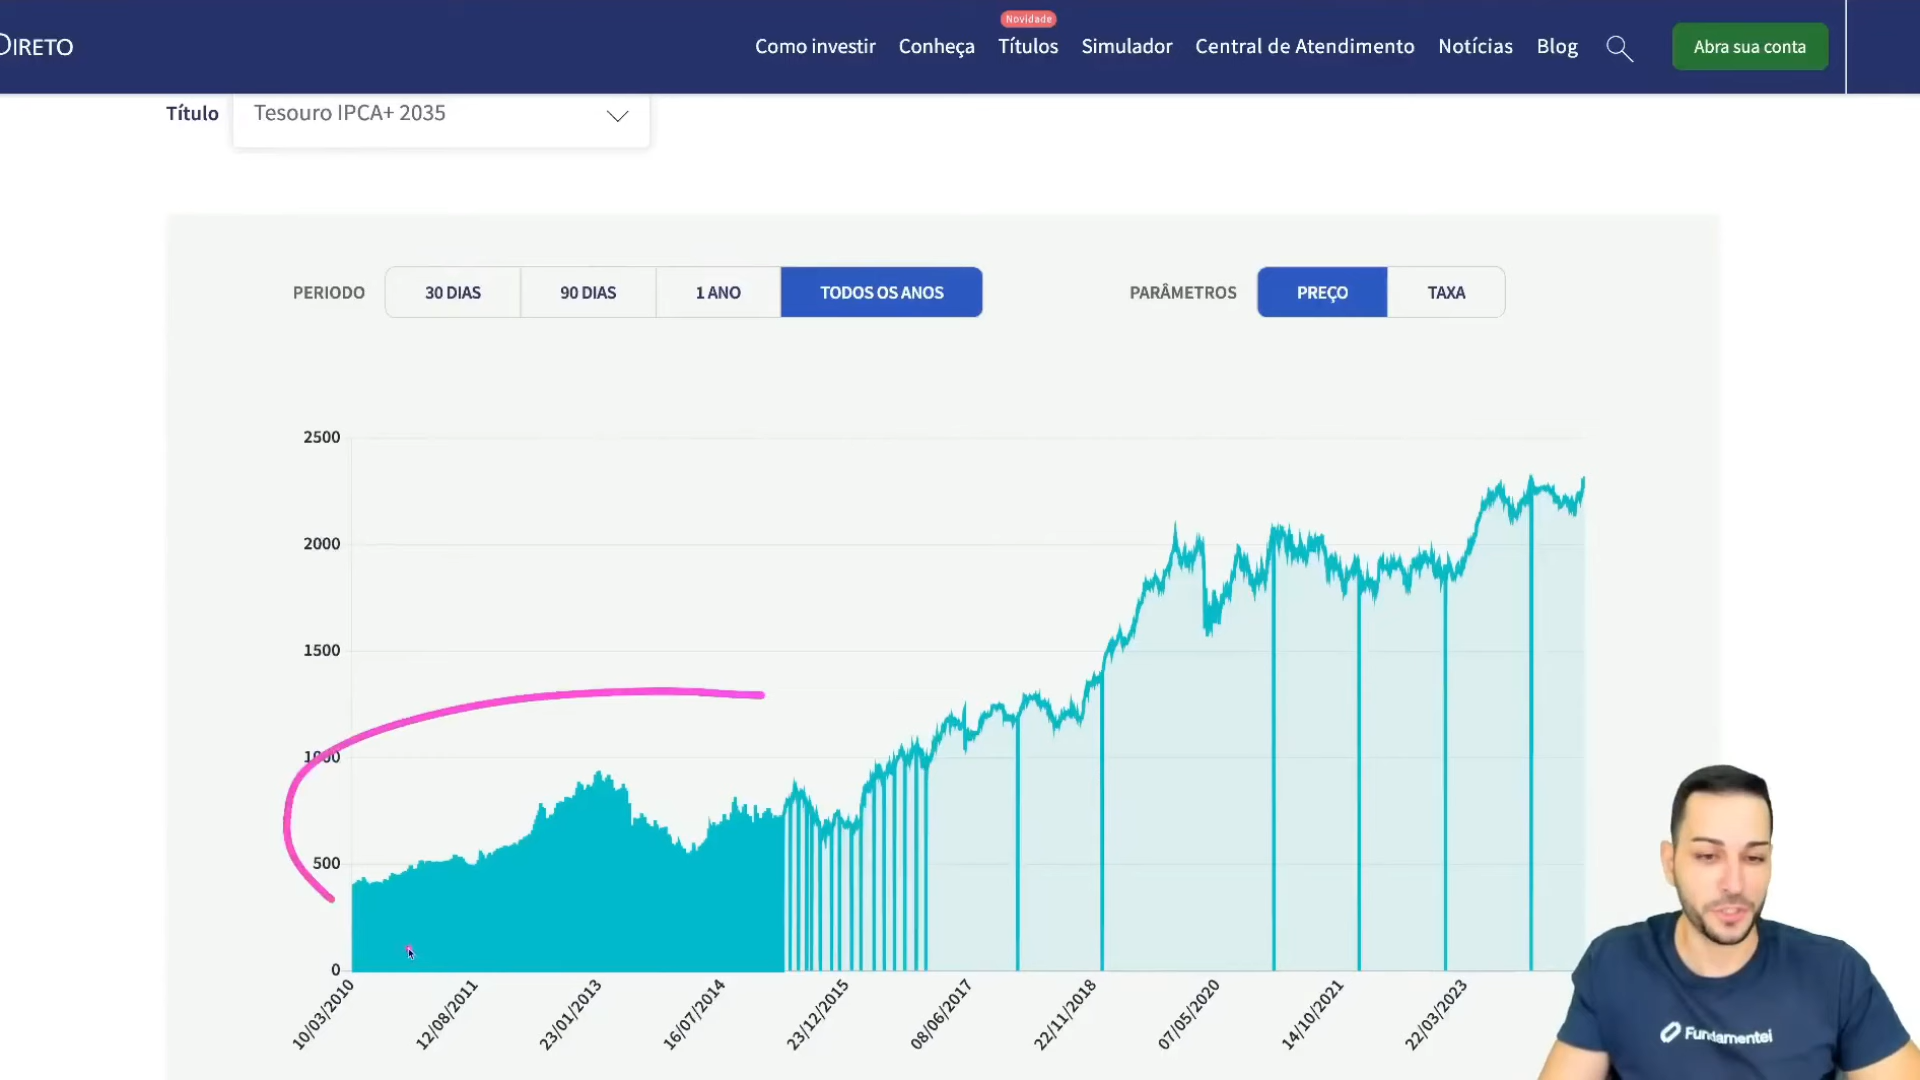 Novidade
DIRETO
Como investir
Conheça
Títulos
Simulador
Central de Atendimento
Notícias
Blog
Abra sua conta
Título
Tesouro IPCA+ 2035
PERIODO
30 DIAS
90 DIAS
1 ANO
TODOS OS ANOS
PARÂMETROS
PREÇO
TAXA
2500
2000
1500
1000
500
0
10/03/2010
12/08/2011
23/01/2013
16/07/2014
23/12/2015
08/06/2017
22/11/2018
07/05/2020
14/10/2021
22/03/2023
Fundamentei